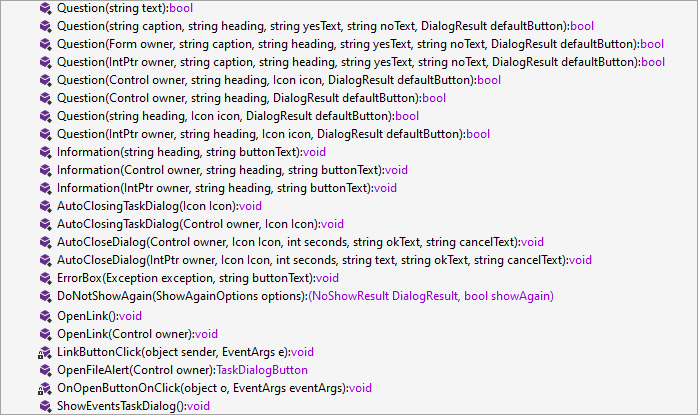 Question(string text):bool
Question(string caption, string heading, string yesText, string noText, DialogResult defaultButton):bool
Question(Form owner, string caption, string heading, string yesText, string noText, DialogResult defaultButton):bool
Question(IntPtr owner, string caption, string heading, string yesText, string noText, DialogResult defaultButton):bool
Question(Control owner, string heading, Icon icon, DialogResult defaultButton):bool
Question(Control owner, string heading, DialogResult defaultButton):bool
Question(string heading, Icon icon, DialogResult defaultButton):bool
Question(IntPtr owner, string heading, Icon icon, DialogResult defaultButton):bool
Information(string heading, string buttonText):void
Information(Control owner, string heading, string buttonText):void
Information(IntPtr owner, string heading, string buttonText):void
AutoClosingTaskDialog(Icon Icon):void
AutoClosingTaskDialog(Control owner, Icon Icon):void
AutoCloseDialog(Control owner, Icon Icon, int seconds, string okText, string cancelText):void
AutoCloseDialog(IntPtr owner, Icon Icon, int seconds, string text, string okText, string cancelText):void
ErrorBox(Exception exception, string buttonText):void
DoNotShowAgain(ShowAgainOptions options):(NoShowResult DialogResult, bool showAgain)
OpenLink():void
OpenLink(Control owner):void
LinkButtonClick(object sender, EventArgs e):void
OpenFileAlert(Control owner):TaskDialogButton
OnOpenButtonOnClick(object o, EventArgs eventArgs):void
ShowEventsTaskDialog():void